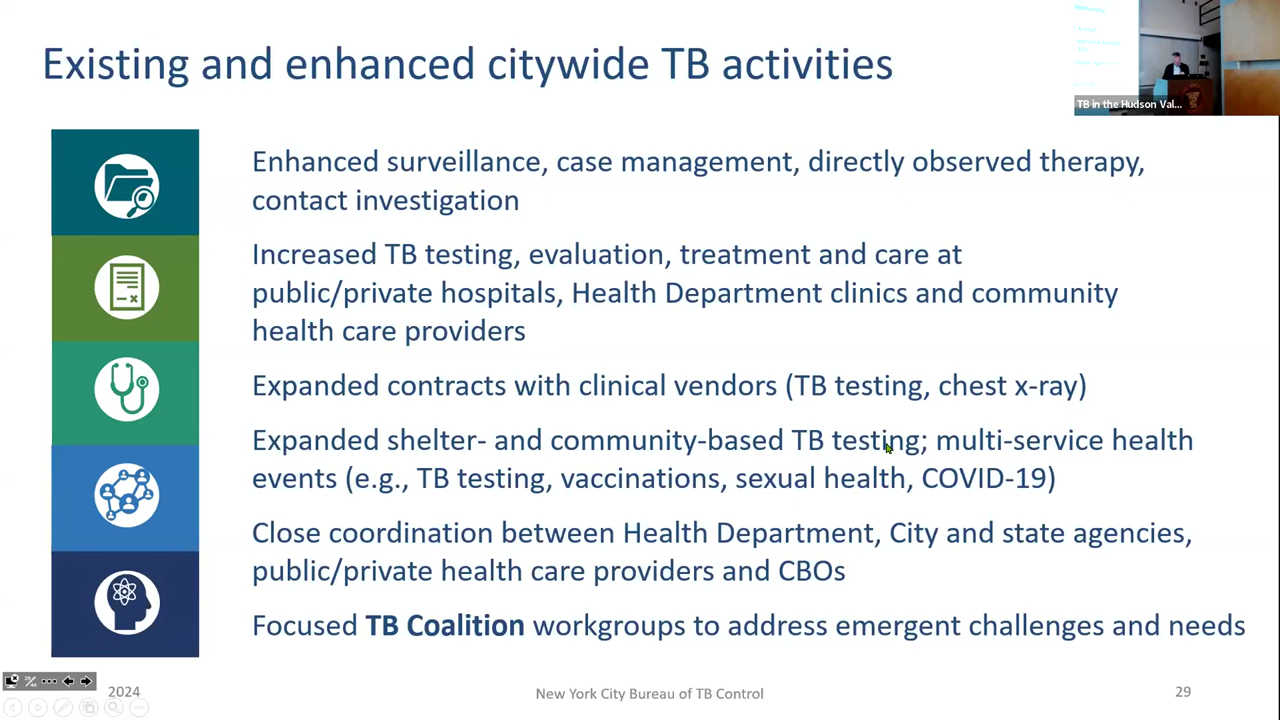 Existing and enhanced citywide TB activities
TB in the Hudson Val...
Enhanced surveillance, case management, directly observed therapy,
contact investigation
Increased TB testing, evaluation, treatment and care at
public/private hospitals, Health Department clinics and community
health care providers
Expanded contracts with clinical vendors (TB testing, chest x-ray)
Expanded shelter- and community-based TB testing; multi-service health
events (e.g., TB testing, vaccinations, sexual health, COVID-19)
Close coordination between Health Department, City and state agencies,
public/private health care providers and CBOs
Focused TB Coalition workgroups to address emergent challenges and needs
2024
New York City Bureau of TB Control
29